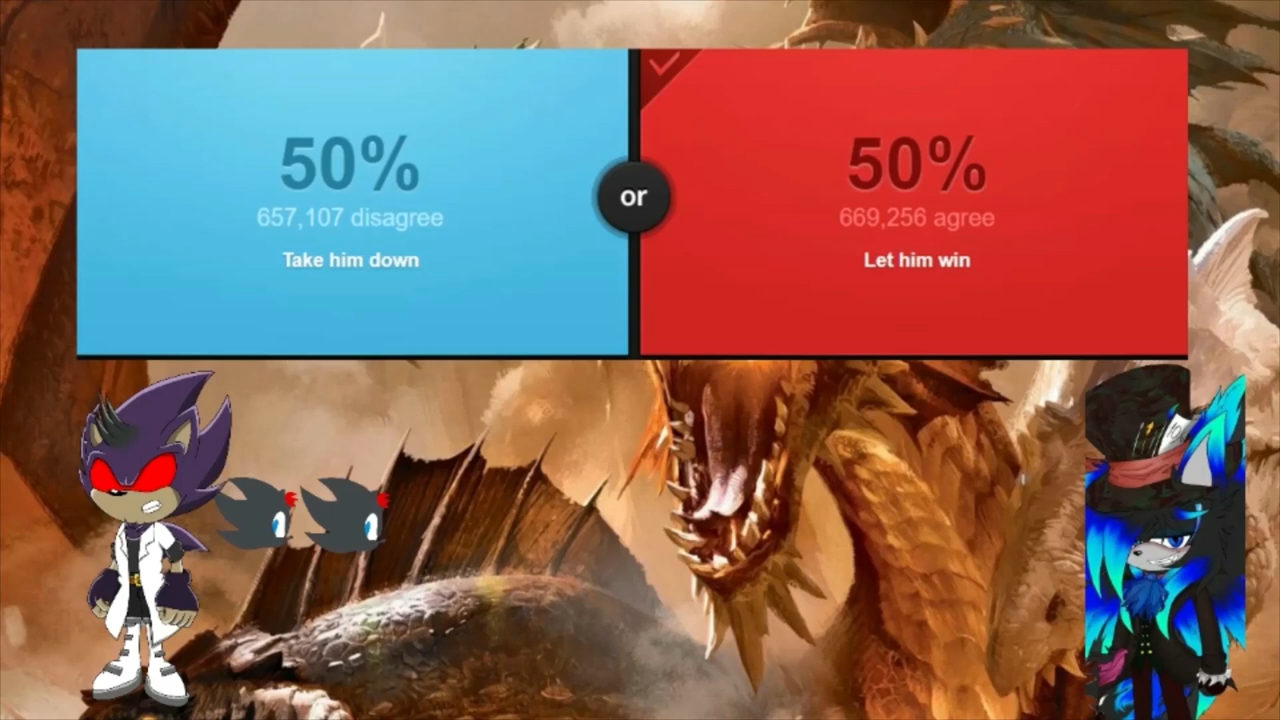 50%
657,107 disagree
Take him down
or
50%
669,256 agree
Let him win